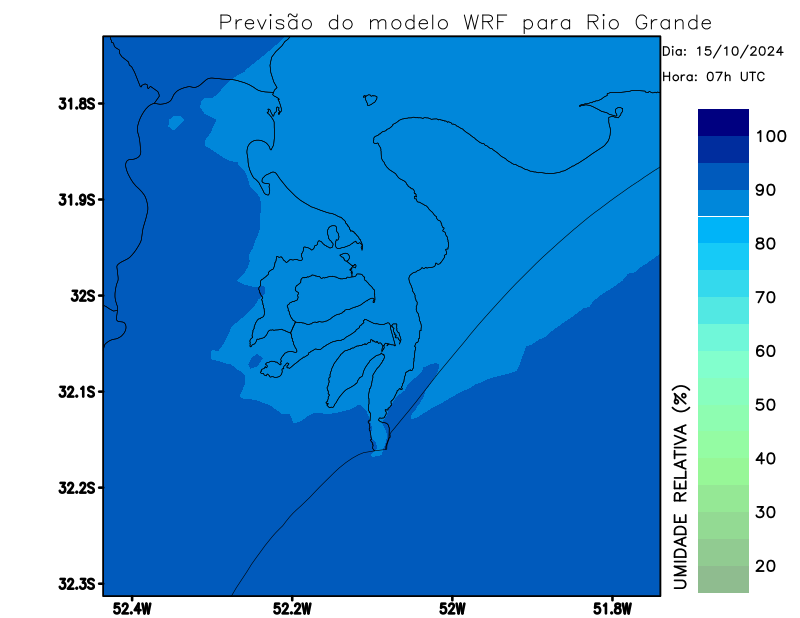 Previsão do modelo WRF para Rio Grande
Dia: 15/10/2024
Hora: 07h UTC
31.8S
31.9S
32S
32.1S
32.2S
32.3S
52.4W
52.2W
52W
51.8W
100
90
80
70
60
50
40
30
20
UMIDADE RELATIVA (%)